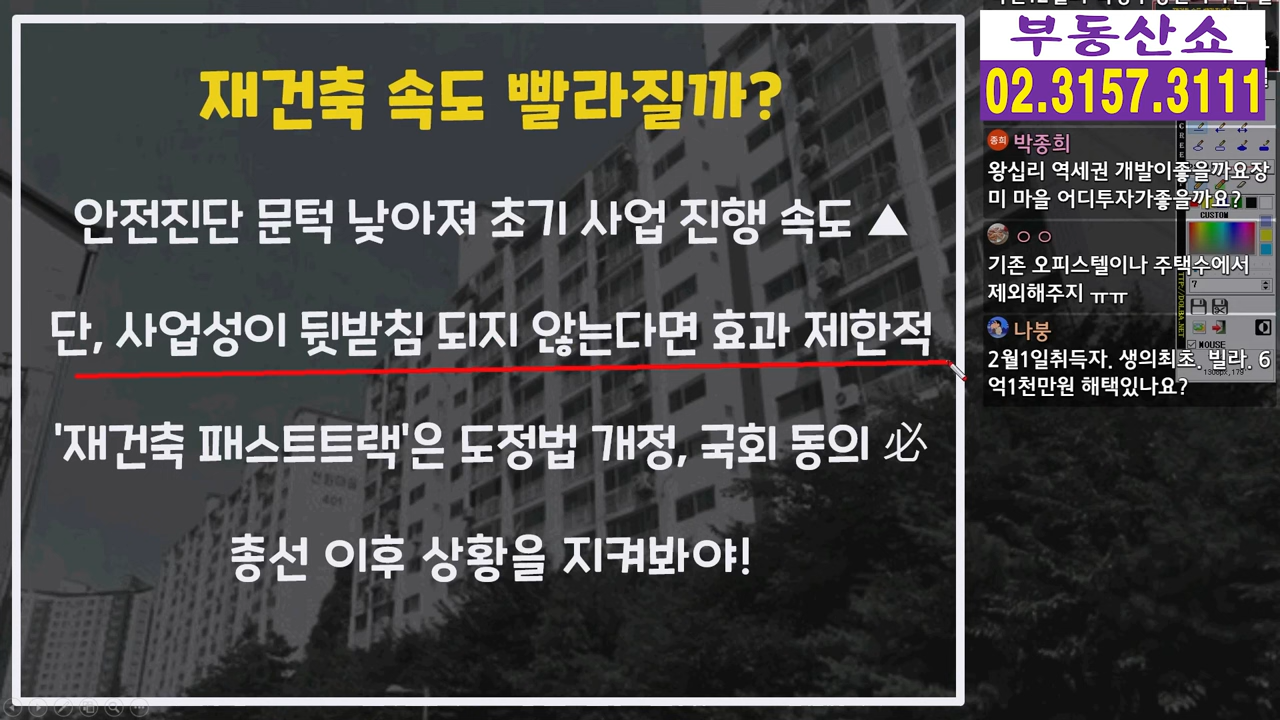 재건축 속도 빨라질까?
안전진단 문턱 낮아져 초기 사업 진행 속도 ▲
단, 사업성이 뒷받침 되지 않는다면 효과 제한적
'재건축 패스트트랙'은 도정법 개정, 국회 동의 必
총선 이후 상황을 지켜봐야!
401
부동산쇼
02.3157.3111
종희 박종희
왕십리 역세권 개발이좋을까요장
미 마을 어디투자가좋을까요?
ㅇㅇ
기존 오피스텔이나 주택수에서
제외해주지 ㅠㅠ
나붕
2월1일취득자. 생의최초. 빌라. 6
억1천만원 해택있나요?
CUSTOM
7
MOUSE